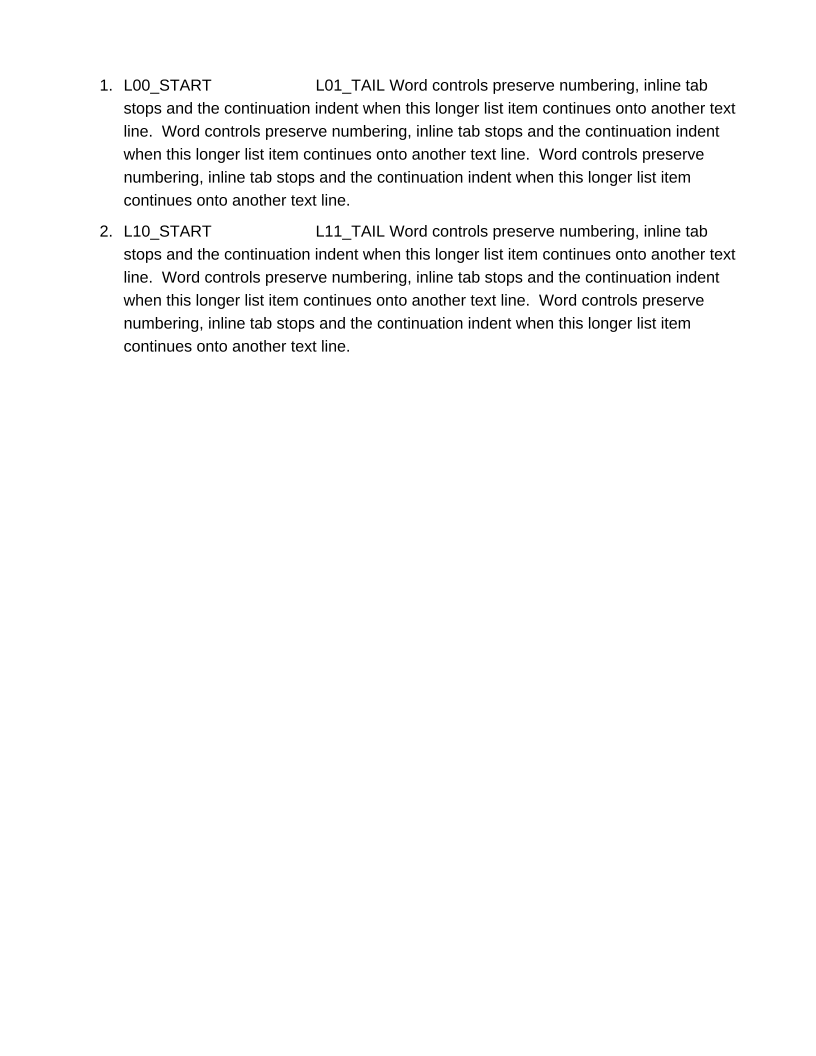 1. L00_START L01_TAIL Word controls preserve numbering, inline tab
stops and the continuation indent when this longer list item continues onto another text
line.  Word controls preserve numbering, inline tab stops and the continuation indent
when this longer list item continues onto another text line.  Word controls preserve
numbering, inline tab stops and the continuation indent when this longer list item
continues onto another text line.
2. L10_START L11_TAIL Word controls preserve numbering, inline tab
stops and the continuation indent when this longer list item continues onto another text
line.  Word controls preserve numbering, inline tab stops and the continuation indent
when this longer list item continues onto another text line.  Word controls preserve
numbering, inline tab stops and the continuation indent when this longer list item
continues onto another text line.